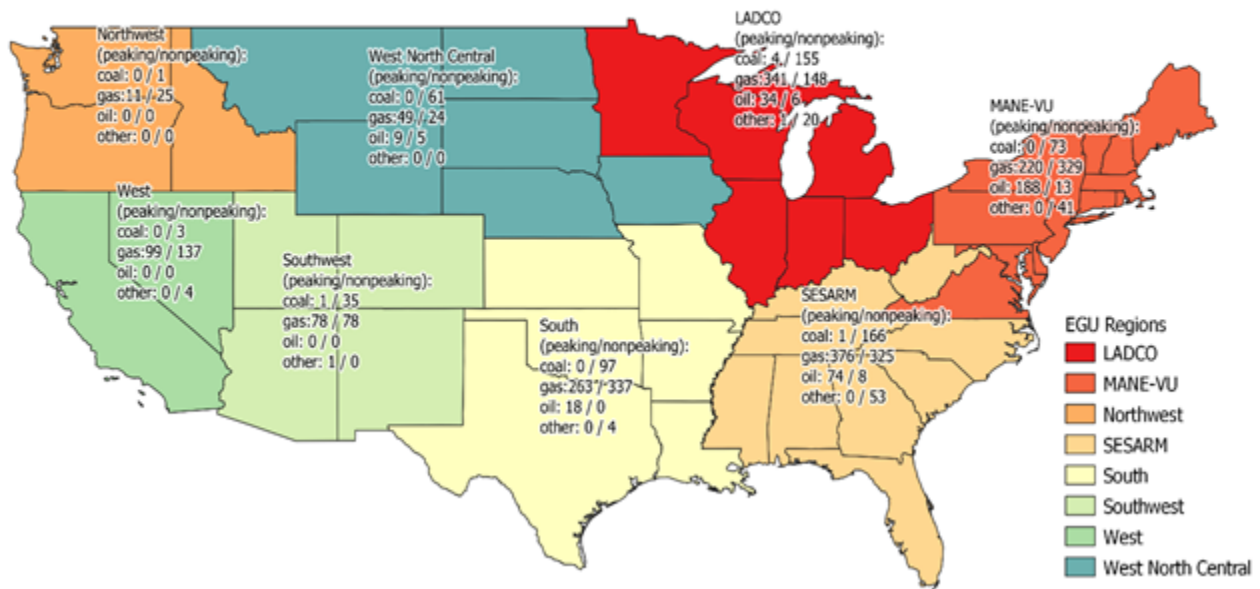 Northwest
(peaking/nonpeaking):
coal: 0 / 1
gas:11 / 25
oil: 0 / 0
other: 0 / 0
West North Central
(peaking/nonpeaking):
coal: 0 / 61
gas:49 / 24
oil: 9 / 5
other: 0 / 0
LADCO
(peaking/nonpeaking):
coal: 4 / 155
gas:341 / 148
oil: 34 / 6
other: 1 / 20
MANE-VU
(peaking/nonpeaking):
coal: 0 / 73
gas:220 / 329
oil: 188 / 13
other: 0 / 41
West
(peaking/nonpeaking):
coal: 0 / 3
gas:99 / 137
oil: 0 / 0
other: 0 / 4
Southwest
(peaking/nonpeaking):
coal: 1 / 35
gas:78 / 78
oil: 0 / 0
other: 1 / 0
South
(peaking/nonpeaking):
coal: 0 / 97
gas:263 / 337
oil: 18 / 0
other: 0 / 4
SESARM
(peaking/nonpeaking):
coal: 1 / 166
gas:376 / 325
oil: 74 / 8
other: 0 / 53
EGU Regions
LADCO
MANE-VU
Northwest
SESARM
South
Southwest
West
West North Central